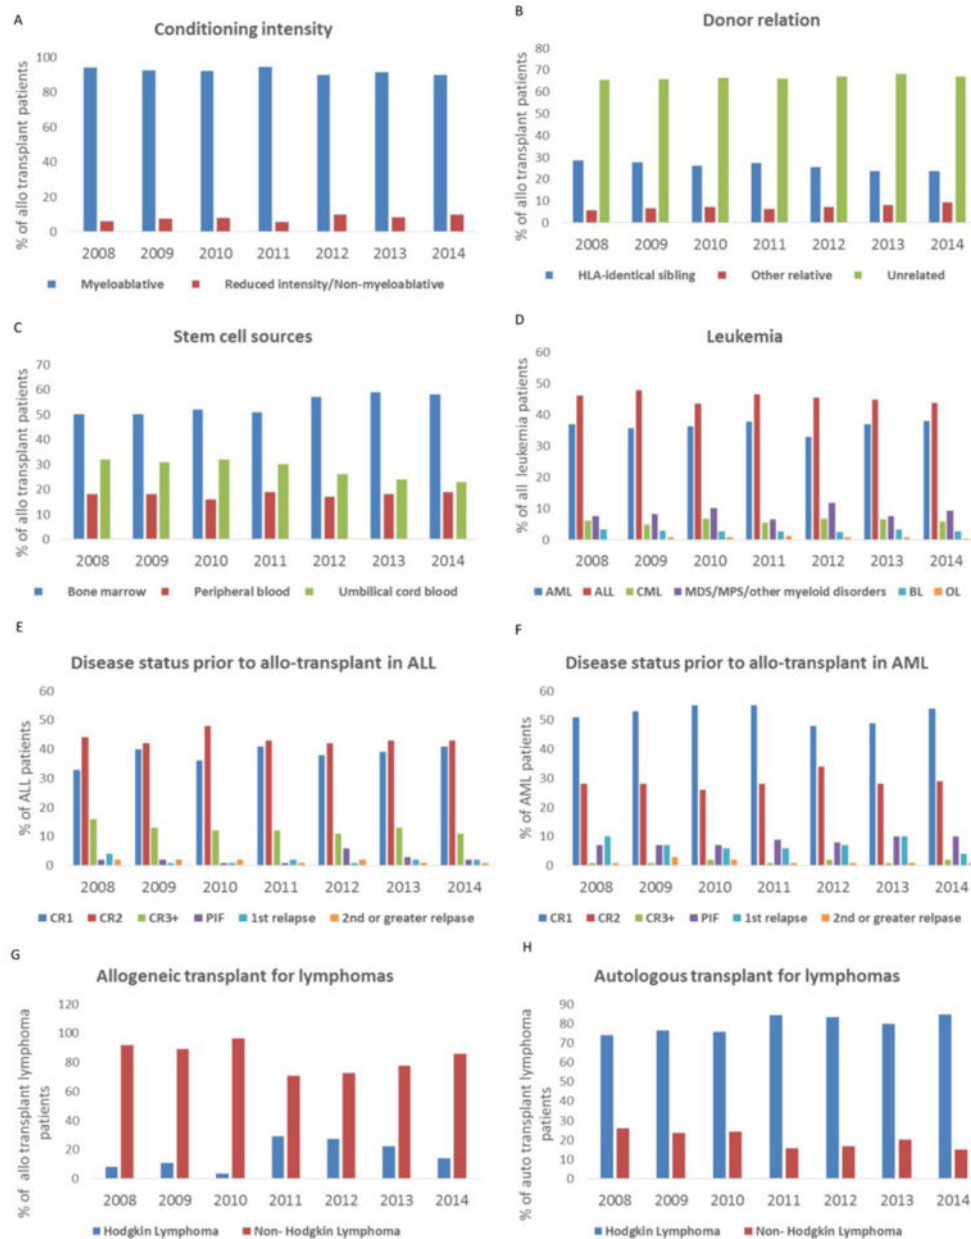 A
Conditioning intensity
% of allo transplant patients
100
80
60
40
20
0
2008 2009 2010 2011 2012 2013 2014
Myeloablative Reduced intensity/Non-myeloablative
B
Donor relation
% of allo transplant patients
80
70
60
50
40
30
20
10
0
2008 2009 2010 2011 2012 2013 2014
HLA-identical sibling Other relative Unrelated
C
Stem cell sources
% of allo transplant patients
70
60
50
40
30
20
10
0
2008 2009 2010 2011 2012 2013 2014
Bone marrow Peripheral blood Umbilical cord blood
D
Leukemia
% of all leukemia patients
60
50
40
30
20
10
0
2008 2009 2010 2011 2012 2013 2014
AML ALL CML MDS/MPS/other myeloid disorders BL OL
E
Disease status prior to allo-transplant in ALL
% of ALL patients
60
50
40
30
20
10
0
2008 2009 2010 2011 2012 2013 2014
CR1 CR2 CR3+ PIF 1st relapse 2nd or greater relpase
F
Disease status prior to allo-transplant in AML
% of AML patients
60
50
40
30
20
10
0
2008 2009 2010 2011 2012 2013 2014
CR1 CR2 CR3+ PIF 1st relapse 2nd or greater relpase
G
Allogeneic transplant for lymphomas
% of allo transplant lymphoma
patients
120
100
80
60
40
20
0
2008 2009 2010 2011 2012 2013 2014
Hodgkin Lymphoma Non- Hodgkin Lymphoma
H
Autologous transplant for lymphomas
% of auto transplant lymphoma
patients
90
80
70
60
50
40
30
20
10
0
2008 2009 2010 2011 2012 2013 2014
Hodgkin Lymphoma Non- Hodgkin Lymphoma